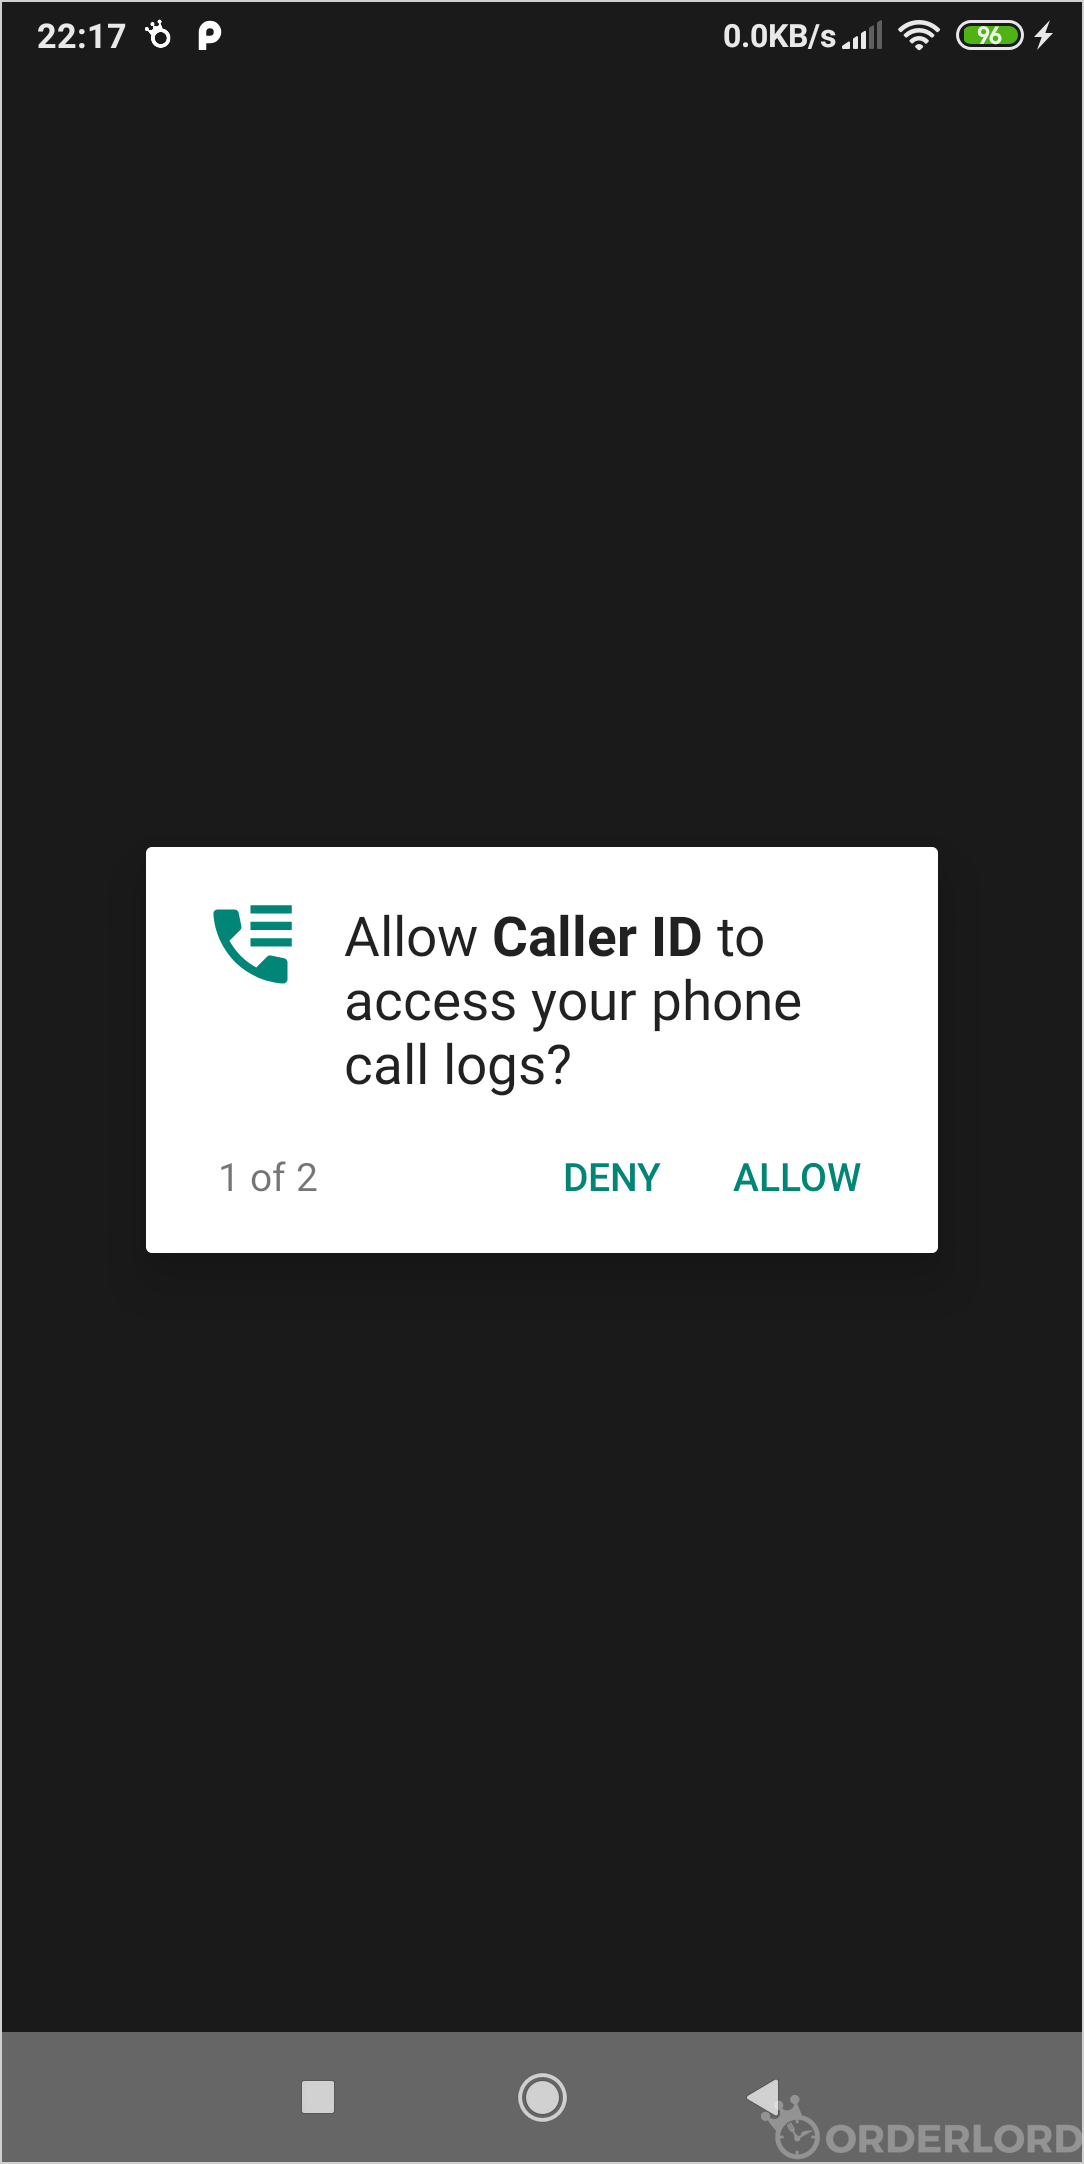 22:17 0.0KB/s 96
Allow Caller ID to
access your phone
call logs?
1 of 2 DENY ALLOW
ORDERLORD